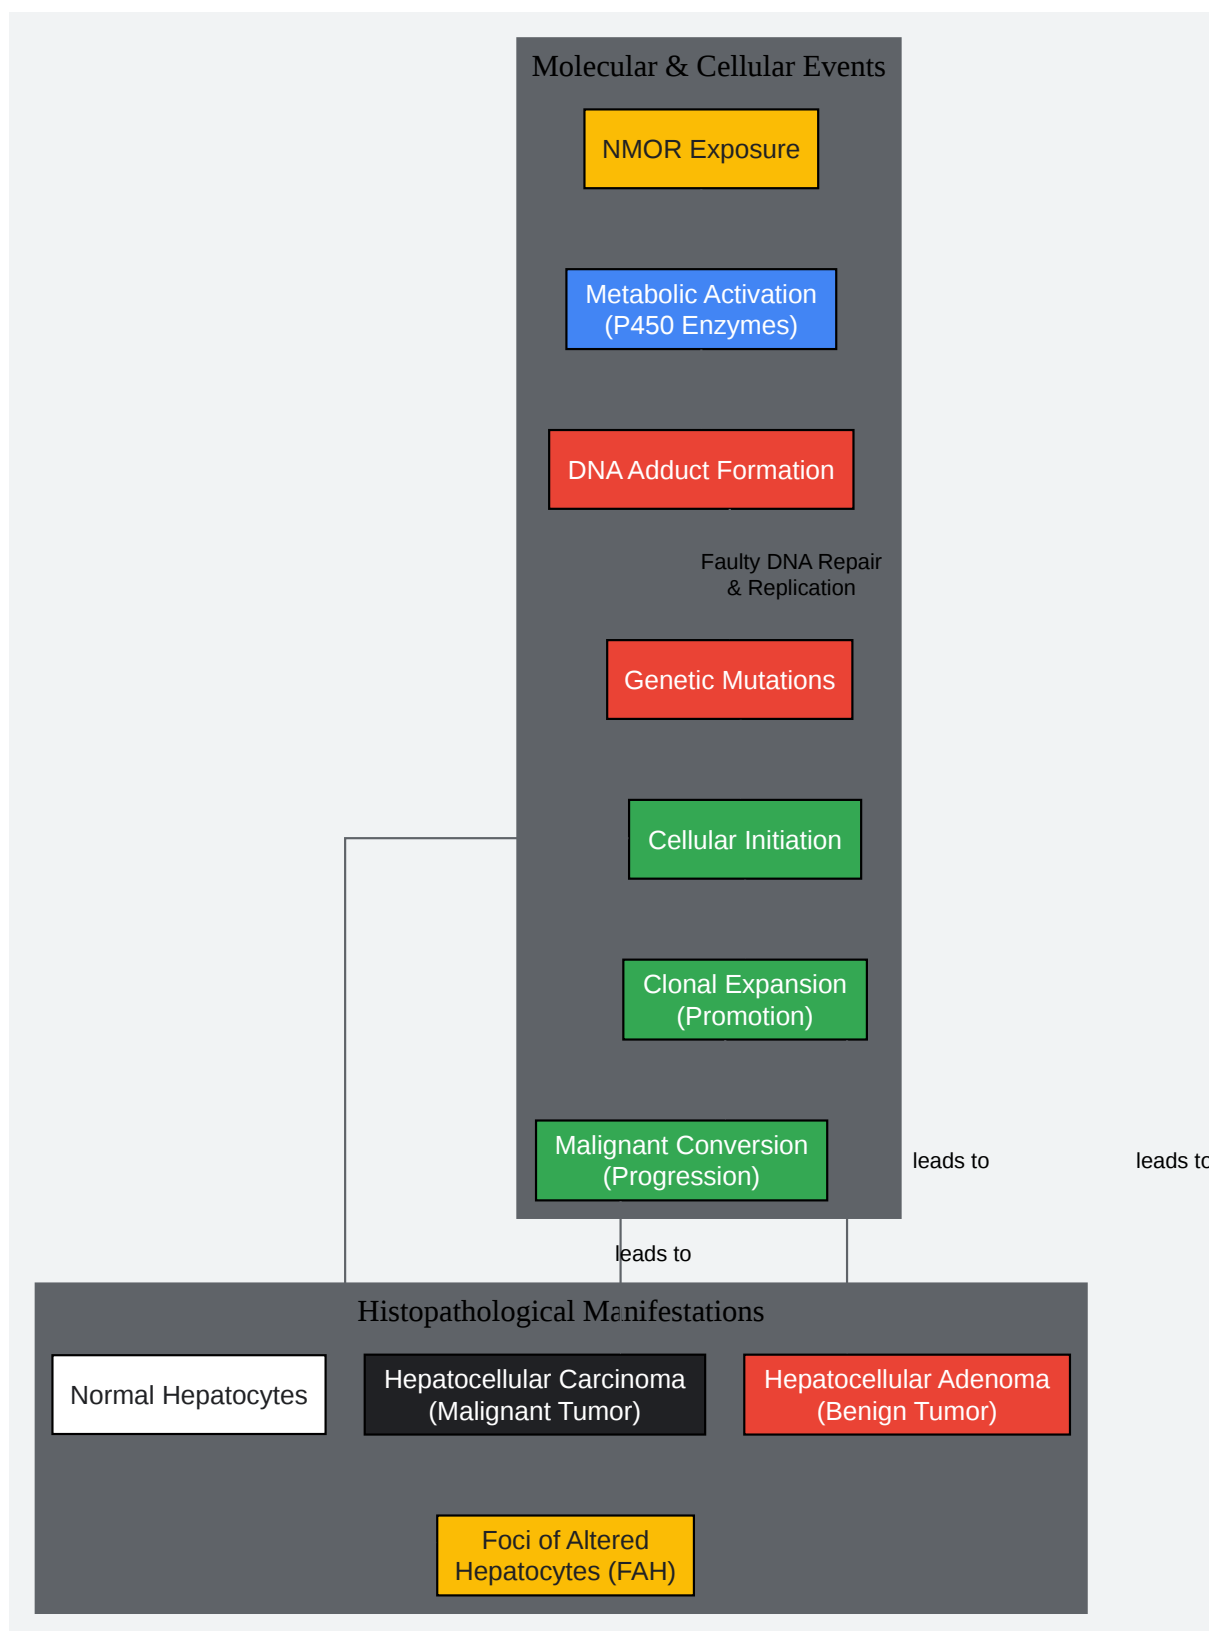 Molecular & Cellular Events
NMOR Exposure
Metabolic Activation
(P450 Enzymes)
DNA Adduct Formation
Faulty DNA Repair
& Replication
Genetic Mutations
Cellular Initiation
Clonal Expansion
(Promotion)
Malignant Conversion
(Progression)
leads to
leads to
leads to
Histopathological Manifestations
Normal Hepatocytes
Hepatocellular Carcinoma
(Malignant Tumor)
Hepatocellular Adenoma
(Benign Tumor)
Foci of Altered
Hepatocytes (FAH)